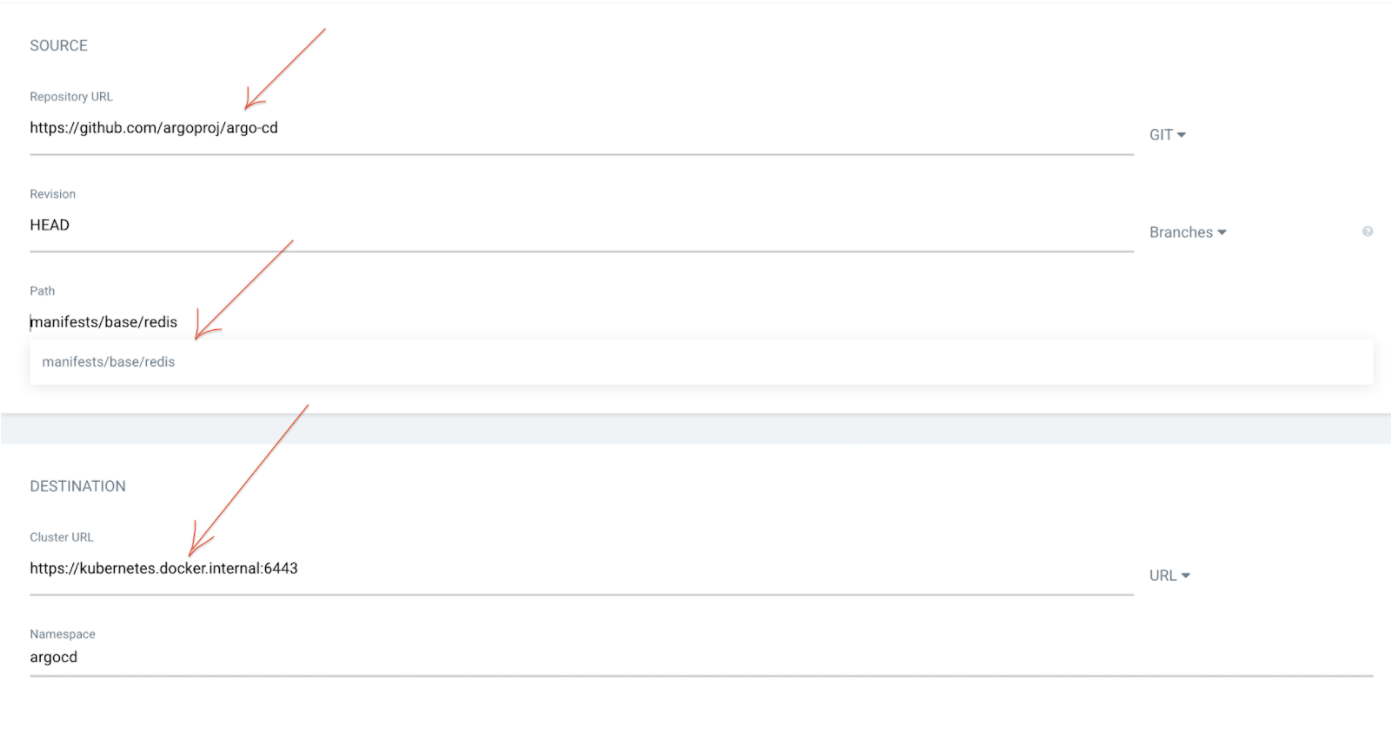 SOURCE
Repository URL
https://github.com/argoproj/argo-cd
GIT
Revision
HEAD
Branches
?
Path
manifests/base/redis
manifests/base/redis
DESTINATION
Cluster URL
https://kubernetes.docker.internal:6443
URL
Namespace
argocd